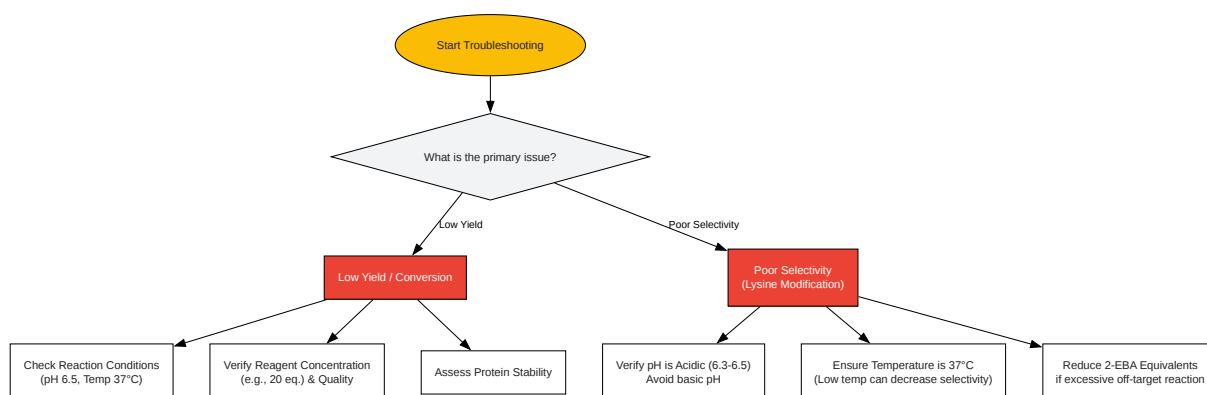 Start Troubleshooting
What is the primary issue?
Low Yield
Poor Selectivity
Low Yield / Conversion
Poor Selectivity
(Lysine Modification)
Check Reaction Conditions
(pH 6.5, Temp 37°C)
Verify Reagent Concentration
(e.g., 20 eq.) & Quality
Assess Protein Stability
Verify pH is Acidic (6.3-6.5)
Avoid basic pH
Ensure Temperature is 37°C
(Low temp can decrease selectivity)
Reduce 2-EBA Equivalents
if excessive off-target reaction